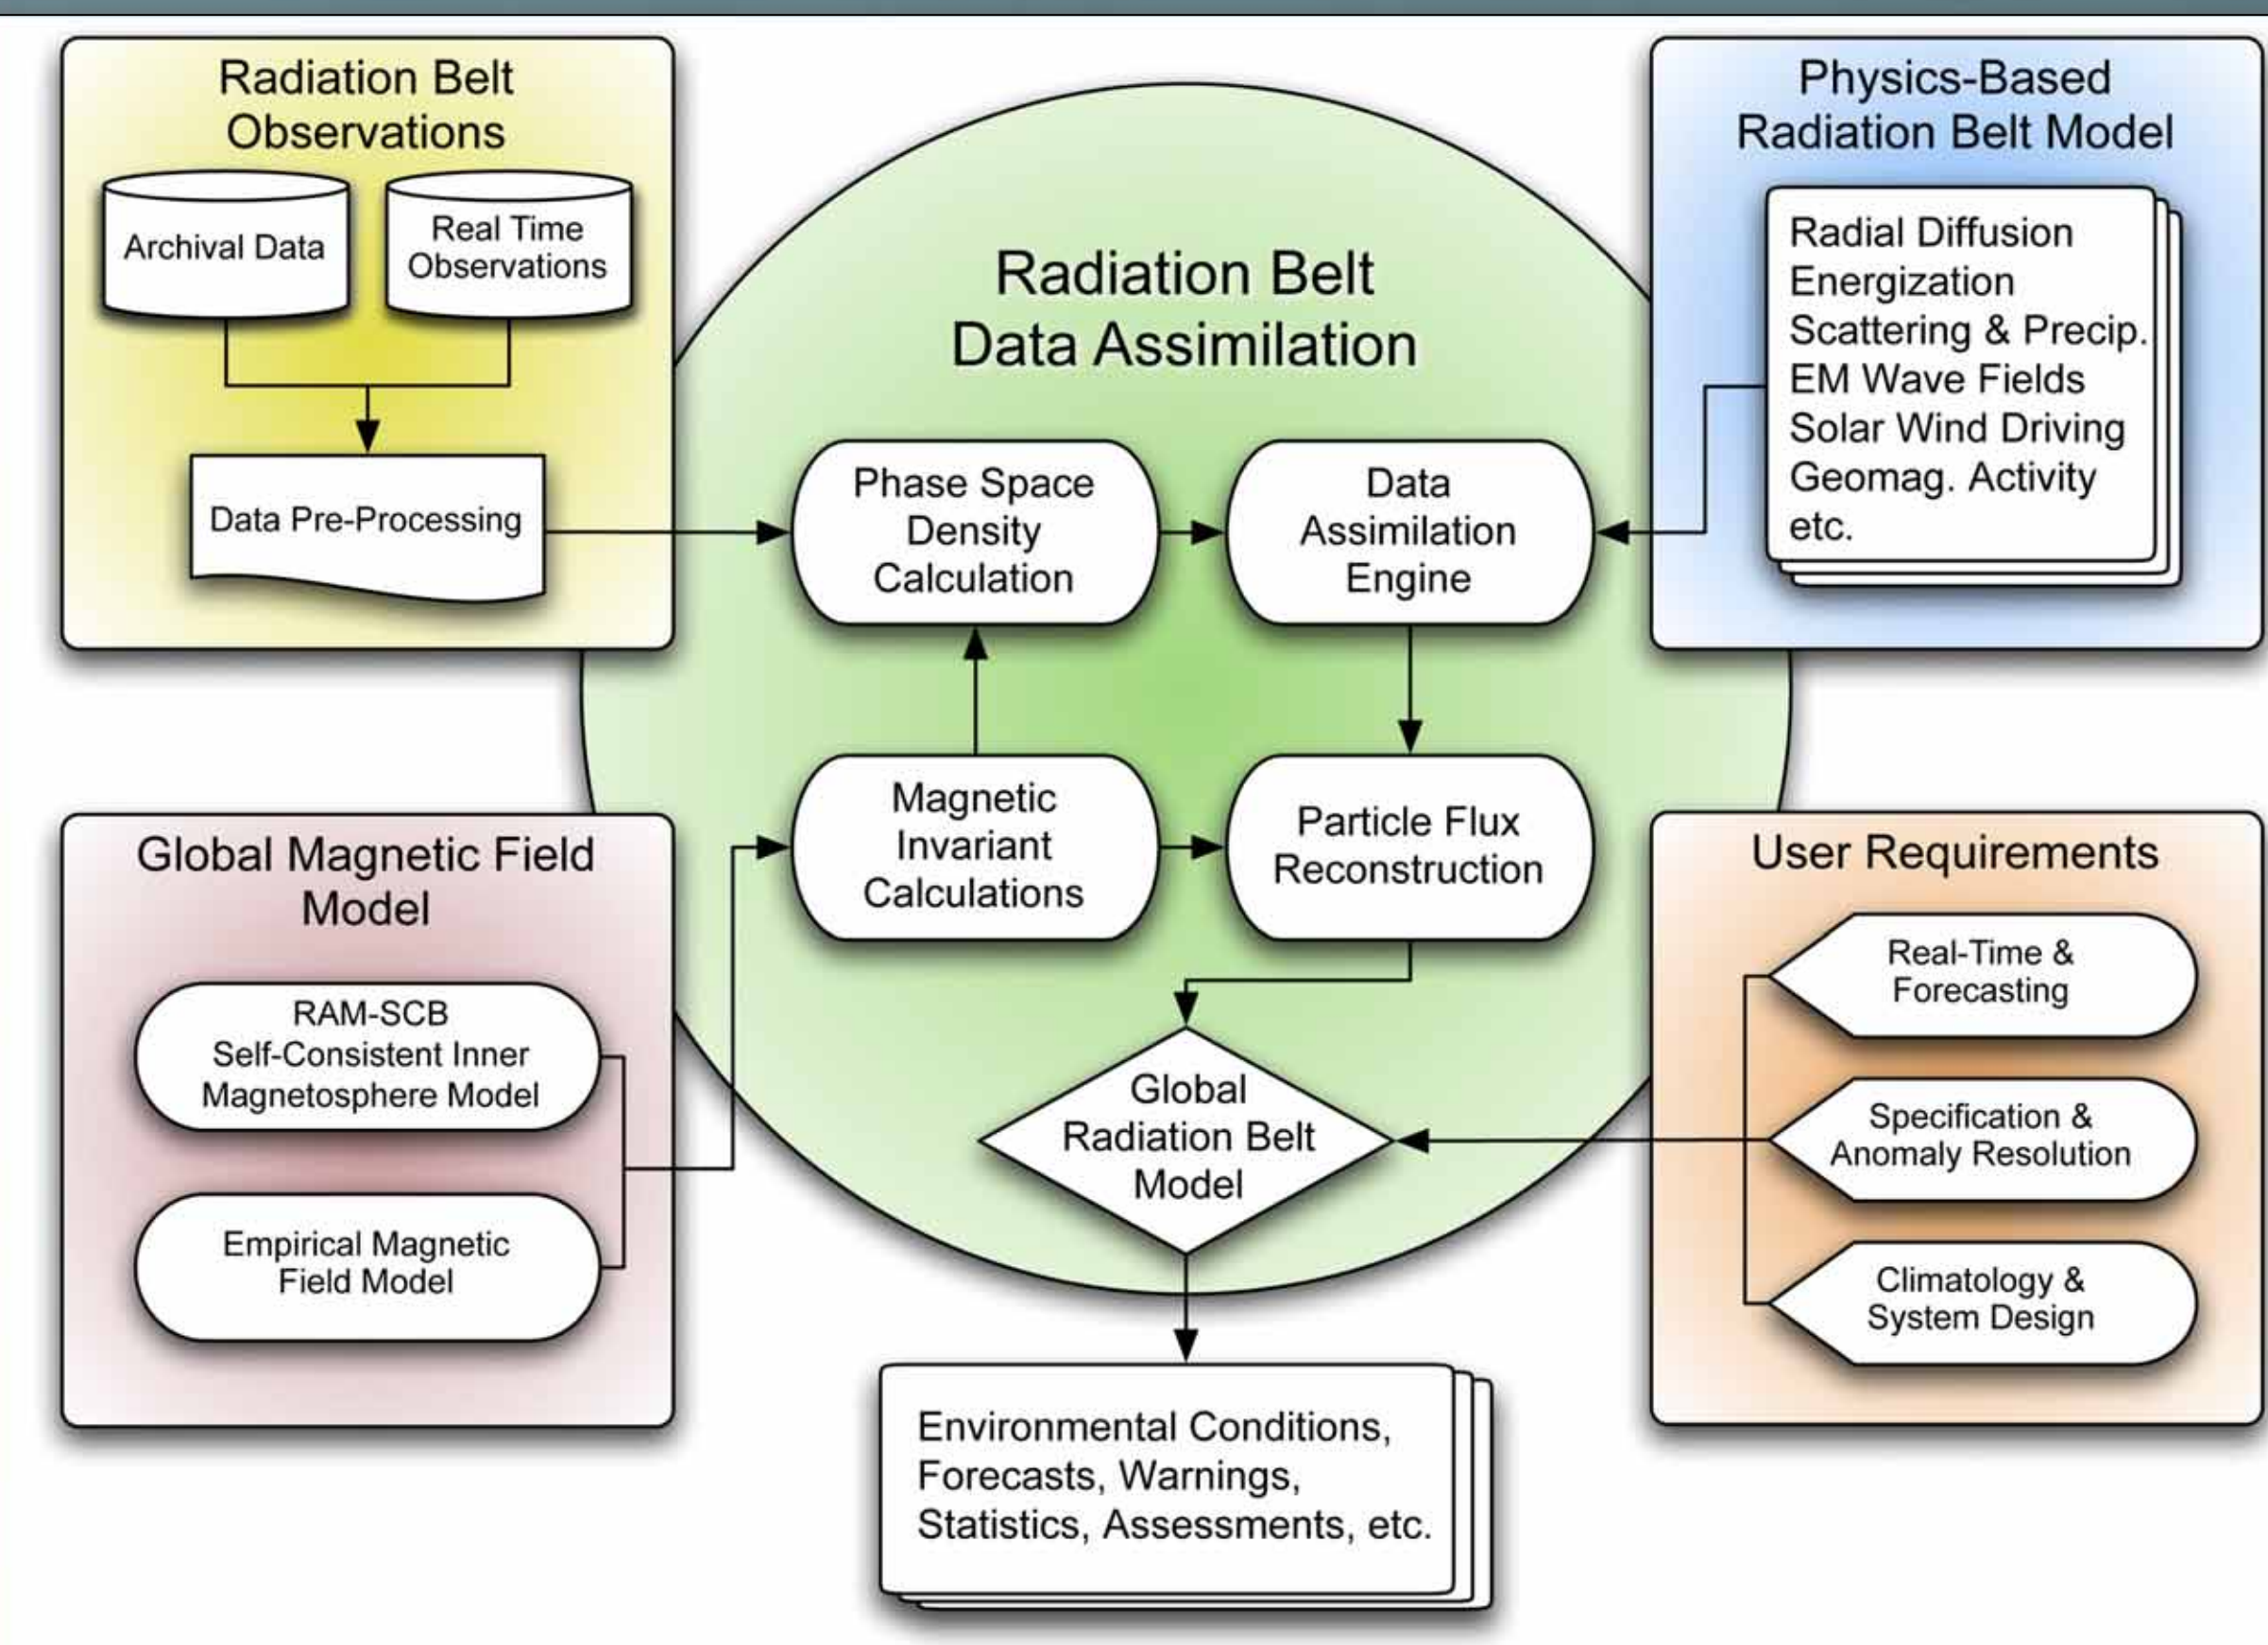 Radiation Belt
Observations
Archival Data
Real Time
Observations
Data Pre-Processing
Radiation Belt
Data Assimilation
Phase Space
Density
Calculation
Data
Assimilation
Engine
Magnetic
Invariant
Calculations
Particle Flux
Reconstruction
Global
Radiation Belt
Model
Physics-Based
Radiation Belt Model
Radial Diffusion
Energization
Scattering & Precip.
EM Wave Fields
Solar Wind Driving
Geomag. Activity
etc.
Global Magnetic Field
Model
RAM-SCB
Self-Consistent Inner
Magnetosphere Model
Empirical Magnetic
Field Model
User Requirements
Real-Time &
Forecasting
Specification &
Anomaly Resolution
Climatology &
System Design
Environmental Conditions,
Forecasts, Warnings,
Statistics, Assessments, etc.